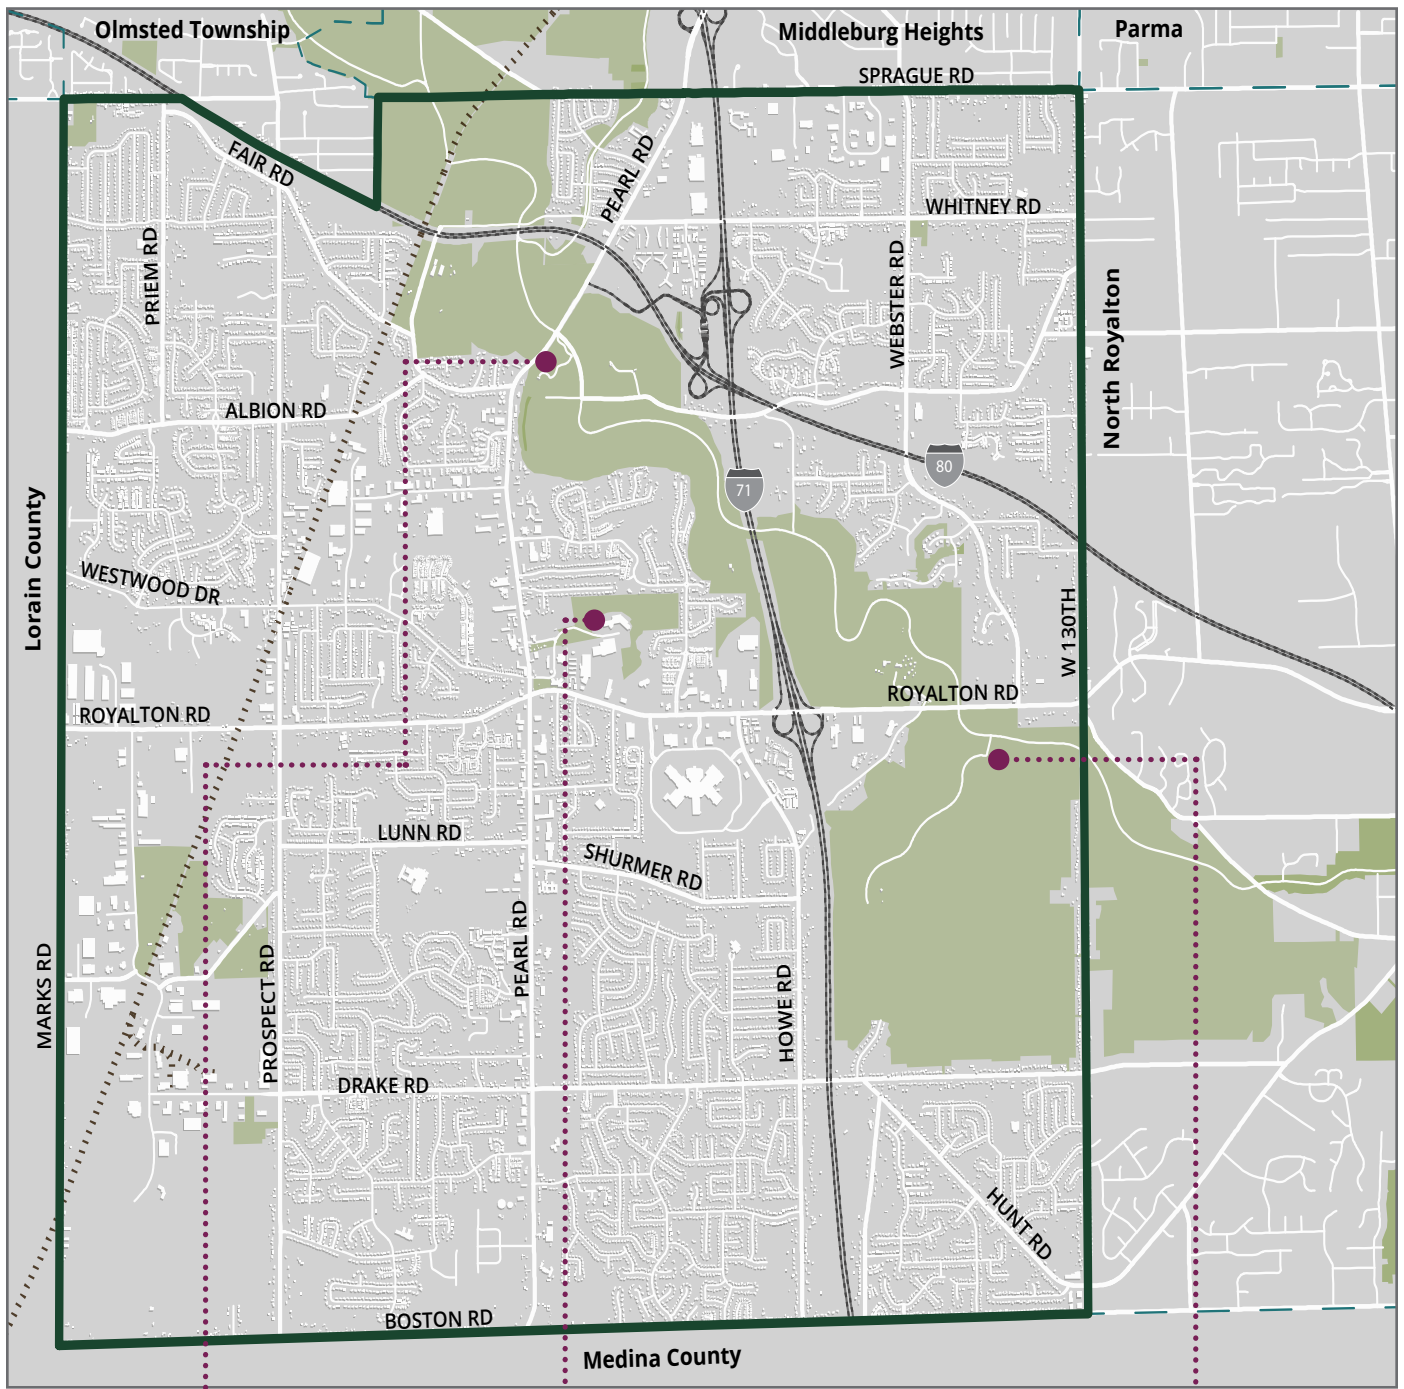 Olmsted Township
Middleburg Heights
Parma
SPRAGUE RD
FAIR RD
PEARL RD
WHITNEY RD
PRIEM RD
WEBSTER RD
North Royalton
ALBION RD
80
71
Lorain County
WESTWOOD DR
W 130TH
ROYALTON RD
ROYALTON RD
LUNN RD
SHURMER RD
PEARL RD
MARKS RD
PROSPECT RD
HOWE RD
DRAKE RD
HUNT RD
BOSTON RD
Medina County